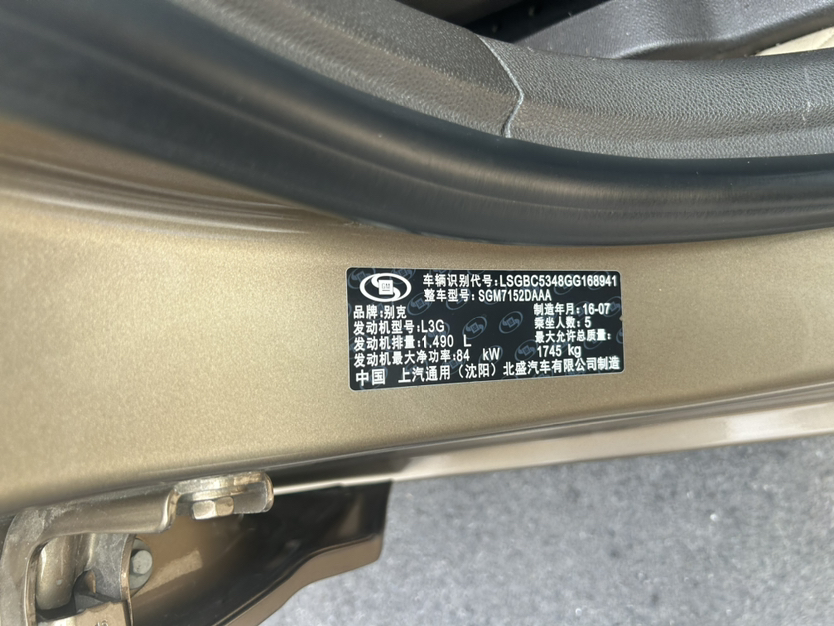 GM
车辆识别代号:LSGBC5348GG168941
整车型号:SGM7152DAAA
品牌:别克
制造年月:16-07
发动机型号:L3G
乘坐人数:5
发动机排量:1.490 L
最大允许总质量:
发动机最大净功率:84 kW
1745 kg
中国 上汽通用(沈阳)北盛汽车有限公司制造